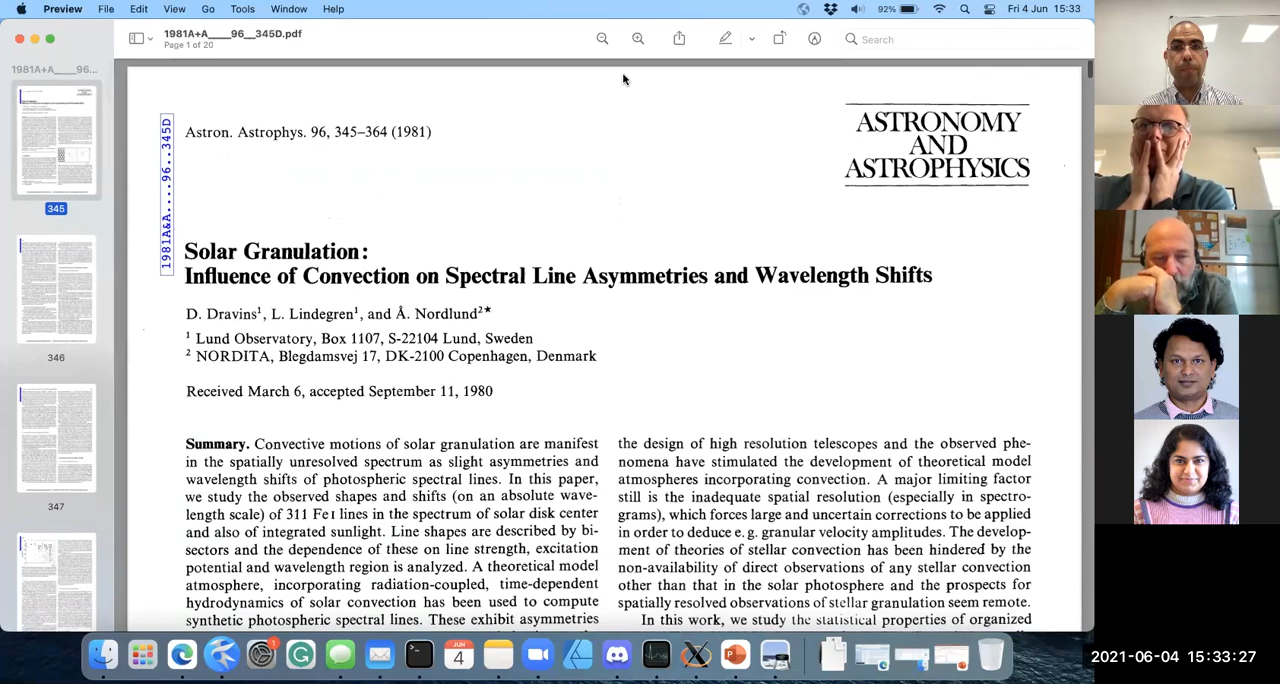 Preview File Edit View Go Tools Window Help
92% Fri 4 Jun 15:33
1981A+A____96__345D.pdf
Page 1 of 20
Search
1981A+A____96...
345
346
347
1981A&A....96..345D
Astron. Astrophys. 96, 345–364 (1981)
ASTRONOMY
AND
ASTROPHYSICS
Solar Granulation:
Influence of Convection on Spectral Line Asymmetries and Wavelength Shifts
D. Dravins¹, L. Lindegren¹, and Å. Nordlund²★
¹ Lund Observatory, Box 1107, S-22104 Lund, Sweden
² NORDITA, Blegdamsvej 17, DK-2100 Copenhagen, Denmark
Received March 6, accepted September 11, 1980
Summary. Convective motions of solar granulation are manifest
in the spatially unresolved spectrum as slight asymmetries and
wavelength shifts of photospheric spectral lines. In this paper,
we study the observed shapes and shifts (on an absolute wave-
length scale) of 311 Fe I lines in the spectrum of solar disk center
and also of integrated sunlight. Line shapes are described by bi-
sectors and the dependence of these on line strength, excitation
potential and wavelength region is analyzed. A theoretical model
atmosphere, incorporating radiation-coupled, time-dependent
hydrodynamics of solar convection has been used to compute
synthetic photospheric spectral lines. These exhibit asymmetries
the design of high resolution telescopes and the observed phe-
nomena have stimulated the development of theoretical model
atmospheres incorporating convection. A major limiting factor
still is the inadequate spatial resolution (especially in spectro-
grams), which forces large and uncertain corrections to be applied
in order to deduce e. g. granular velocity amplitudes. The develop-
ment of theories of stellar convection has been hindered by the
non-availability of direct observations of any stellar convection
other than that in the solar photosphere and the prospects for
spatially resolved observations of stellar granulation seem remote.
In this work, we study the statistical properties of organized
1
JUN
4
2021-06-04 15:33:27